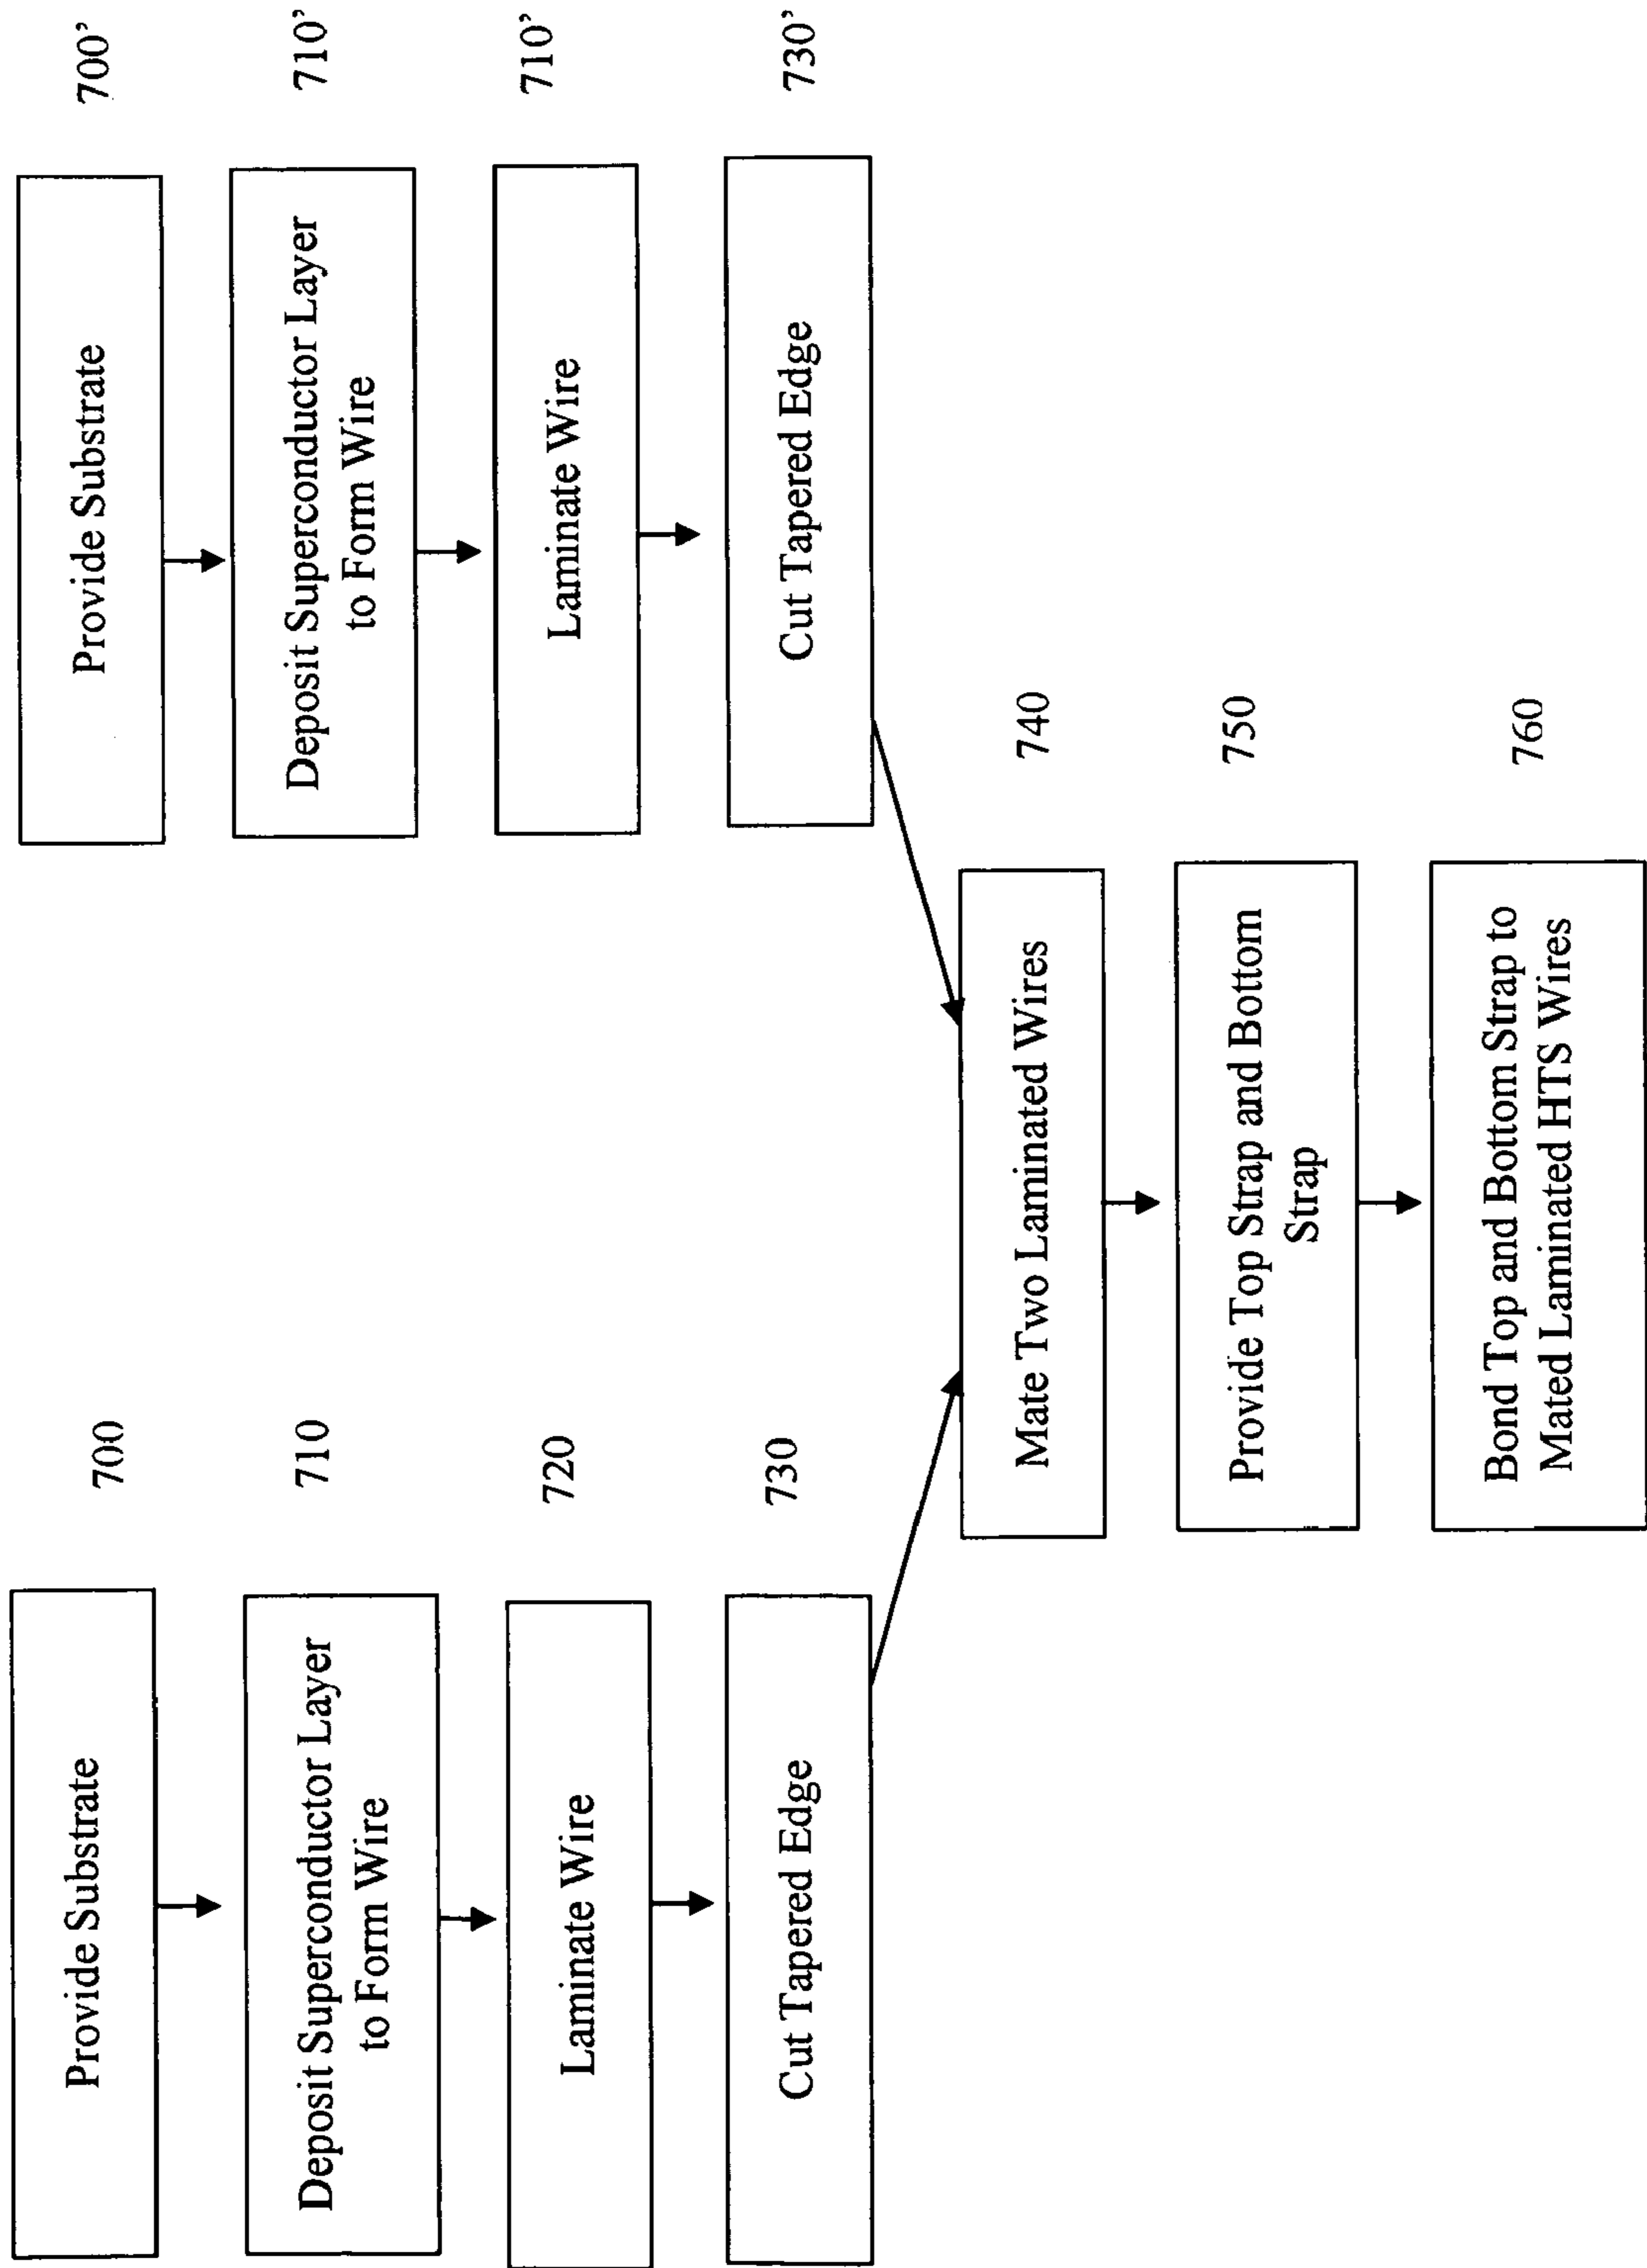 Provide Substrate
700
Deposit Superconductor Layer
to Form Wire
710
Laminate Wire
720
Cut Tapered Edge
730
Provide Substrate
700’
Deposit Superconductor Layer
to Form Wire
710’
Laminate Wire
710’
Cut Tapered Edge
730’
Mate Two Laminated Wires
740
Provide Top Strap and Bottom
Strap
750
Bond Top and Bottom Strap to
Mated Laminated HTS Wires
760